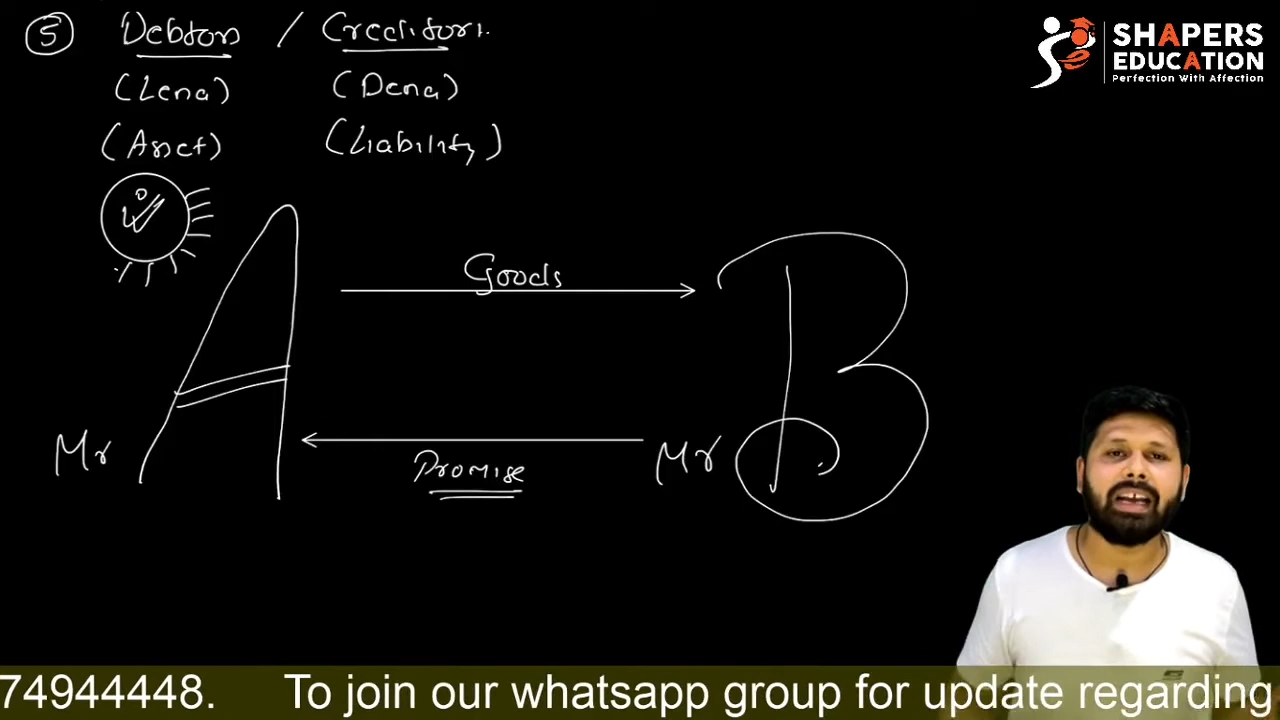 5 Debtors / Creditors.
(Lena) (Dena)
(Asset) (Liability)
Goods
Mr A
Mr B
Promise
SHAPERS
EDUCATION
Perfection With Affection
74944448. To join our whatsapp group for update regarding